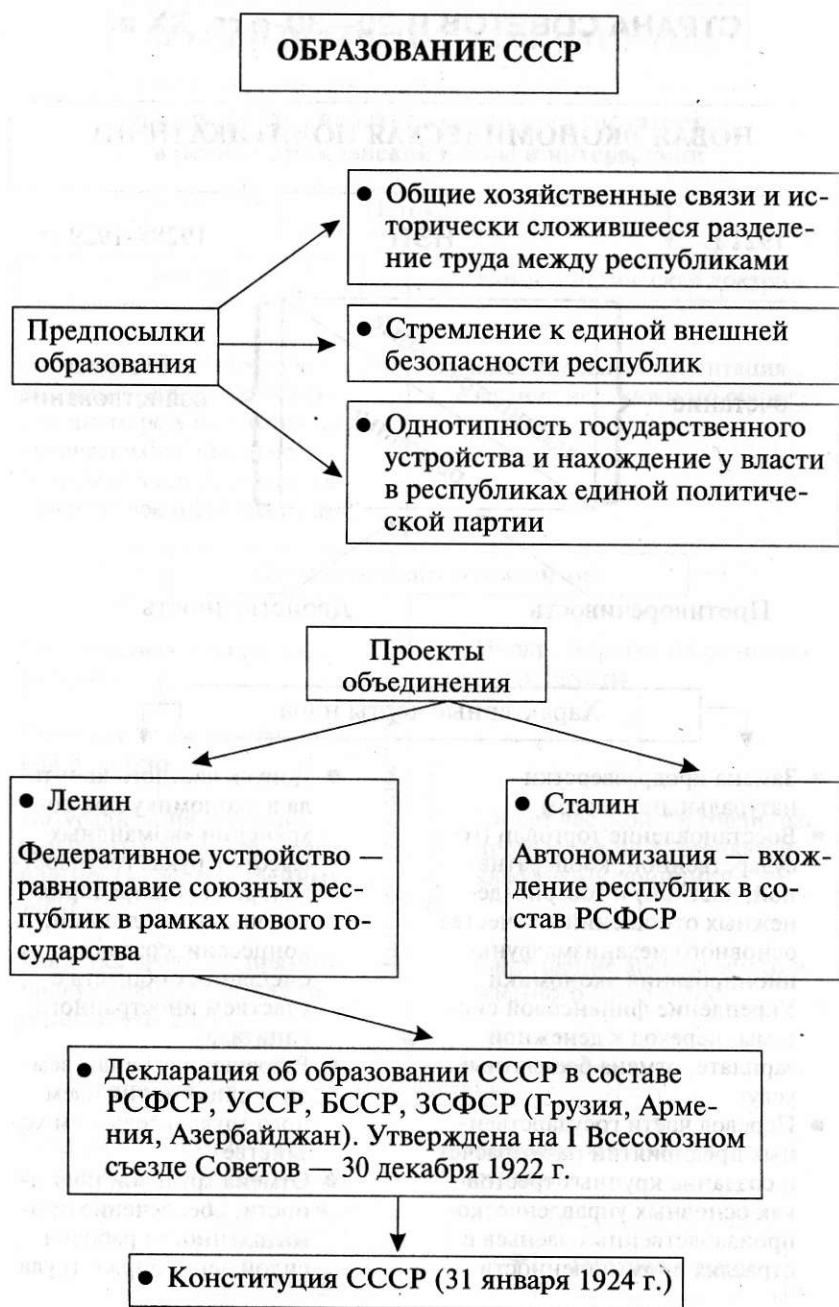 ОБРАЗОВАНИЕ СССР
● Общие хозяйственные связи и ис-
торически сложившееся разделе-
ние труда между республиками
Предпосылки
образования
● Стремление к единой внешней
безопасности республик
● Однотипность государственного
устройства и нахождение у власти
в республиках единой политиче-
ской партии
Проекты
объединения
● Ленин
Федеративное устройство —
равноправие союзных рес-
публик в рамках нового го-
сударства
● Сталин
Автономизация — вхож-
дение республик в со-
став РСФСР
● Декларация об образовании СССР в составе
РСФСР, УССР, БССР, ЗСФСР (Грузия, Арме-
ния, Азербайджан). Утверждена на I Всесоюзном
съезде Советов — 30 декабря 1922 г.
● Конституция СССР (31 января 1924 г.)